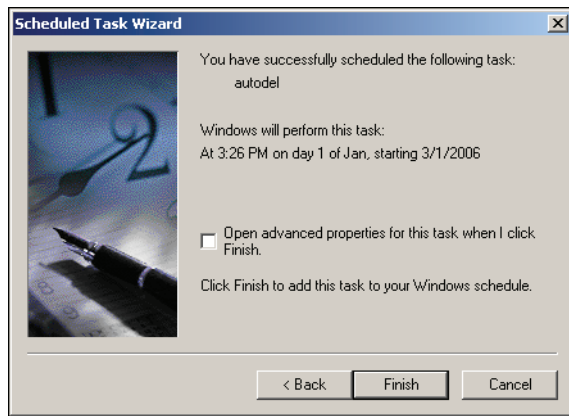 Scheduled Task Wizard
You have successfully scheduled the following task:
autodel
Windows will perform this task:
At 3:26 PM on day 1 of Jan, starting 3/1/2006
Open advanced properties for this task when I click
Finish.
Click Finish to add this task to your Windows schedule.
< Back
Finish
Cancel